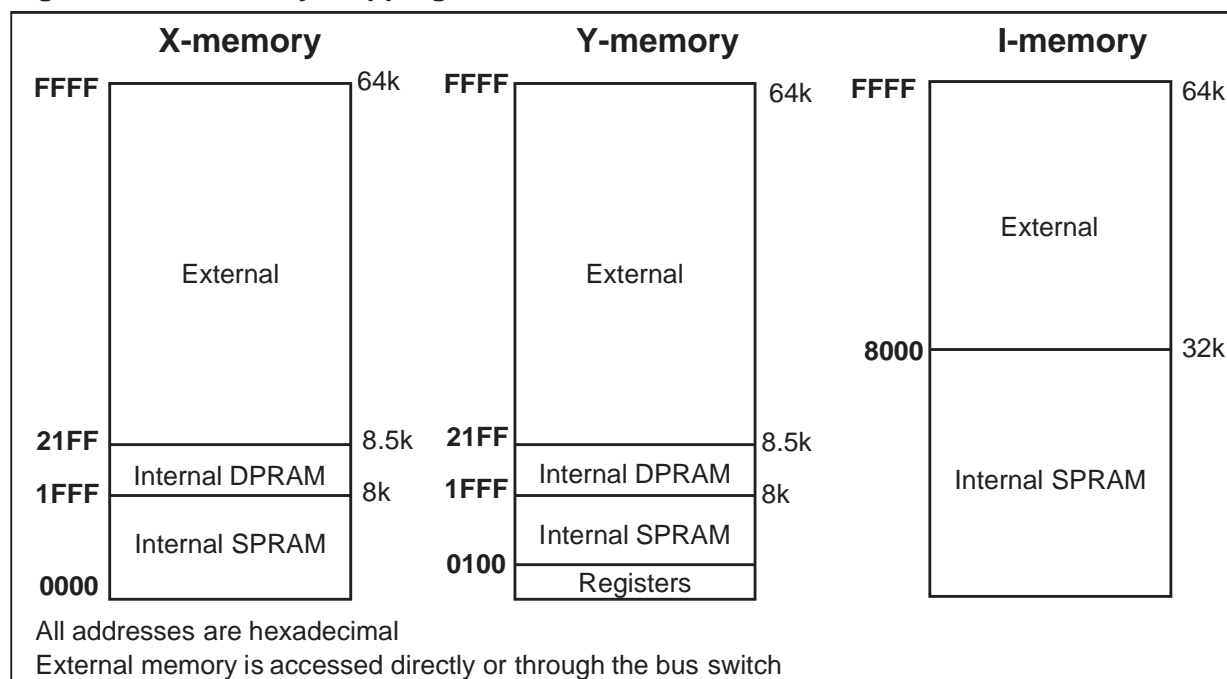 X-memory
Y-memory
I-memory
FFFF
64k
External
21FF
8.5k
Internal DPRAM
1FFF
8k
Internal SPRAM
0000
FFFF
64k
External
21FF
8.5k
Internal DPRAM
1FFF
8k
Internal SPRAM
0100
Registers
FFFF
64k
External
8000
32k
Internal SPRAM
All addresses are hexadecimal
External memory is accessed directly or through the bus switch